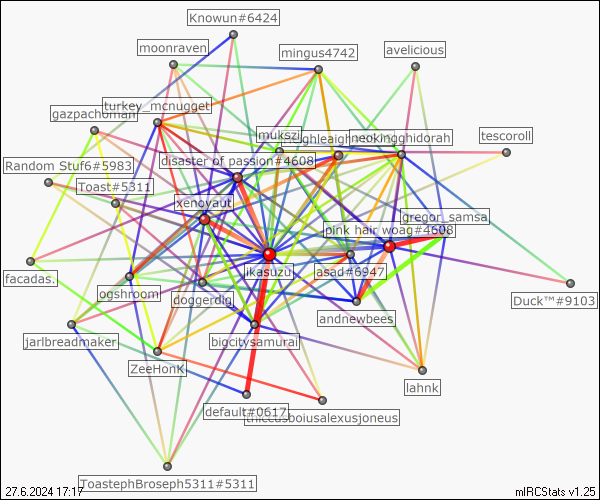 Knowun#6424
moonraven
mingus4742
avelicious
turkey_mcnugget
gazpachoman
mukszi
neokingghidorah
tescoroll
disaster of passion#4608
Random Stuf6#5983
Toast#5311
xenoyaut
gregor_samsa
pink hair woag#4608
jikasuzu
asad#6947
facadas.
ogshroom
doggerdig
Duck™#9103
andnewbees
jarlbreadmaker
bigcitysamurai
ZeeHonK
lahnk
default#0617
thiccusboiusalexusjoneus
ToastephBroseph5311#5311
27.6.2024 17:17
mIRCStats v1.25